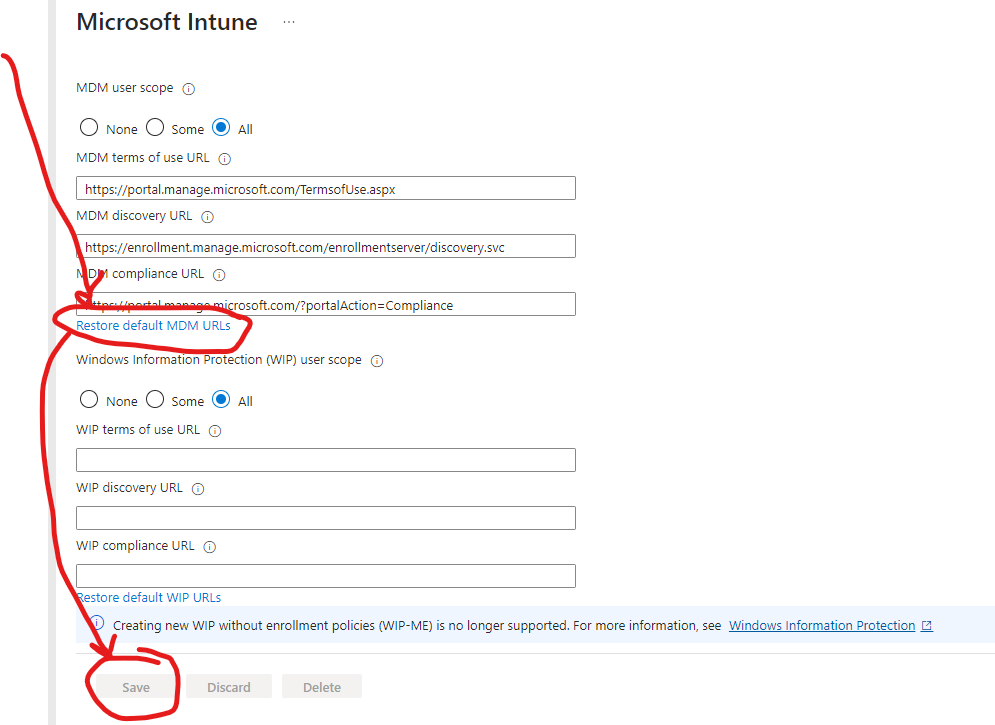 Microsoft Intune ...
MDM user scope
None Some All
MDM terms of use URL
https://portal.manage.microsoft.com/TermsofUse.aspx
MDM discovery URL
https://enrollment.manage.microsoft.com/enrollmentserver/discovery.svc
MDM compliance URL
https://portal.manage.microsoft.com/?portalAction=Compliance
Restore default MDM URLs
Windows Information Protection (WIP) user scope
None Some All
WIP terms of use URL
WIP discovery URL
WIP compliance URL
Restore default WIP URLs
Creating new WIP without enrollment policies (WIP-ME) is no longer supported. For more information, see Windows Information Protection
Save Discard Delete